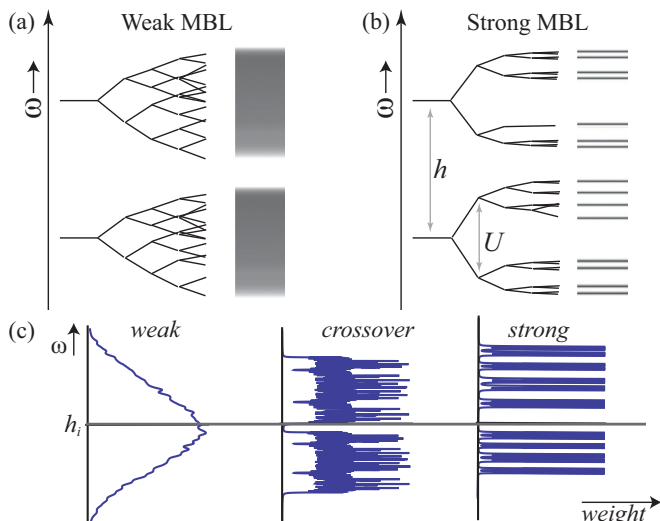 (a) Weak MBL
(b) Strong MBL
ω
ω
h
U
(c) weak crossover strong
ω
h_i
weight